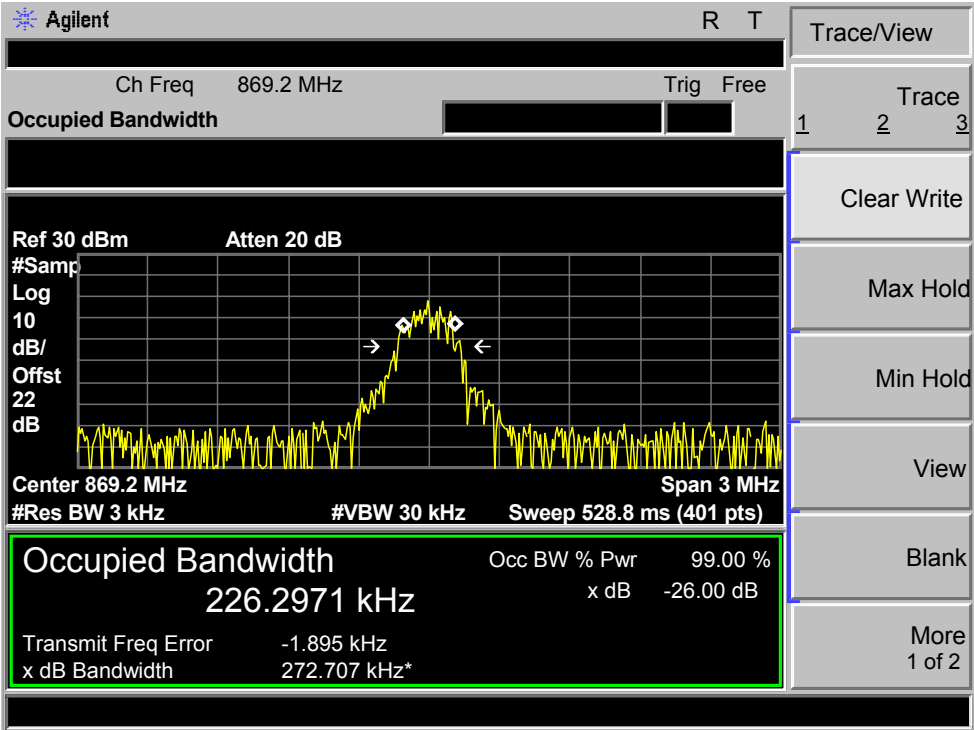 Agilent
R T
Trace/View
Ch Freq 869.2 MHz
Trig Free
Occupied Bandwidth
Trace
1 2 3
Clear Write
Ref 30 dBm Atten 20 dB
#Samp
Log
10
dB/
Offst
22
dB
Max Hold
Min Hold
View
Center 869.2 MHz Span 3 MHz
#Res BW 3 kHz #VBW 30 kHz Sweep 528.8 ms (401 pts)
Occupied Bandwidth
226.2971 kHz
Occ BW % Pwr 99.00 %
x dB -26.00 dB
Transmit Freq Error -1.895 kHz
x dB Bandwidth 272.707 kHz*
Blank
More
1 of 2